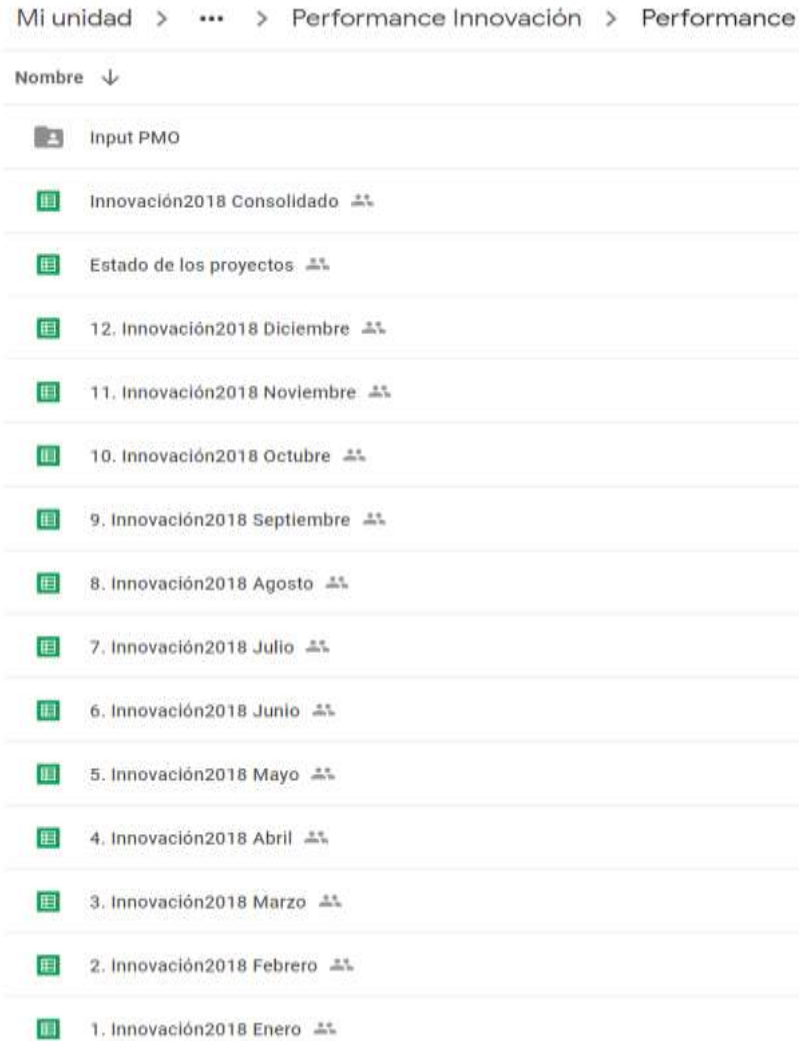 Mi unidad > ... > Performance Innovación > Performance
Nombre ↓
Input PMO
Innovación2018 Consolidado
Estado de los proyectos
12. Innovación2018 Diciembre
11. Innovación2018 Noviembre
10. Innovación2018 Octubre
9. Innovación2018 Septiembre
8. Innovación2018 Agosto
7. Innovación2018 Julio
6. Innovación2018 Junio
5. Innovación2018 Mayo
4. Innovación2018 Abril
3. Innovación2018 Marzo
2. Innovación2018 Febrero
1. Innovación2018 Enero